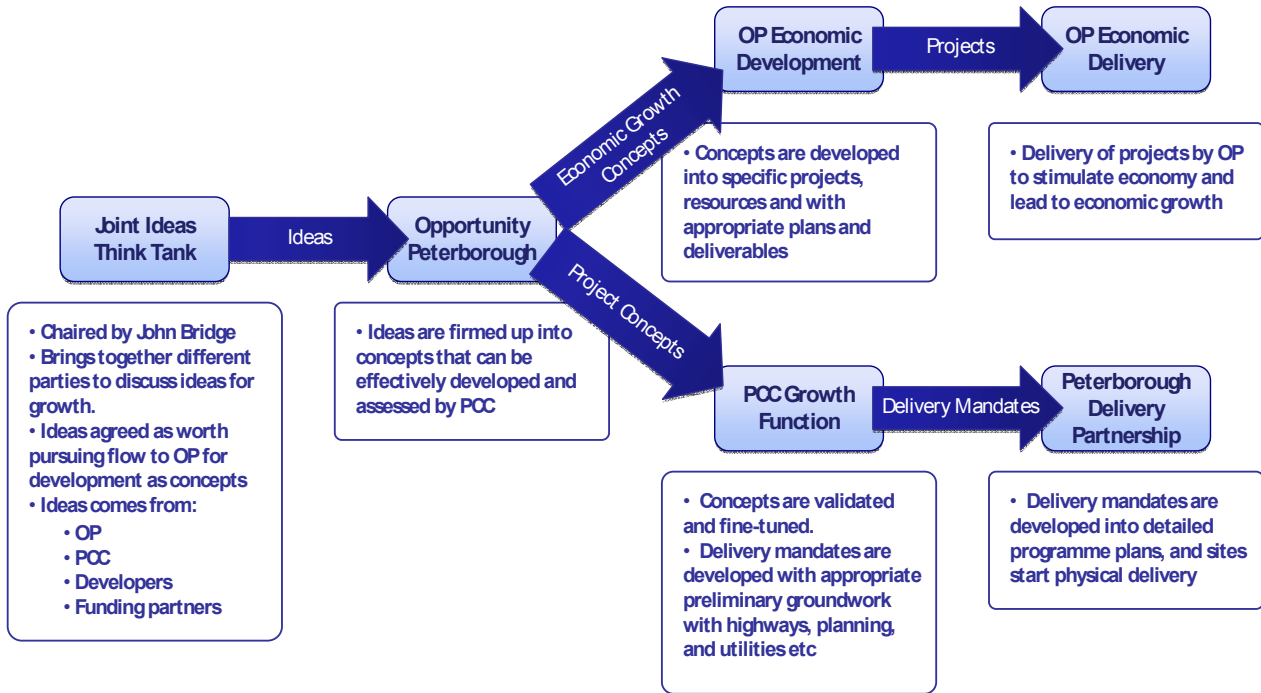 Joint Ideas
Think Tank
Ideas
Opportunity
Peterborough
Economic Growth
Concepts
Project Concepts
OP Economic
Development
Projects
OP Economic
Delivery
• Concepts are developed
into specific projects,
resources and with
appropriate plans and
deliverables
• Delivery of projects by OP
to stimulate economy and
lead to economic growth
• Chaired by John Bridge
• Brings together different
parties to discuss ideas for
growth.
• Ideas agreed as worth
pursuing flow to OP for
development as concepts
• Ideas comes from:
• OP
• PCC
• Developers
• Funding partners
• Ideas are firmed up into
concepts that can be
effectively developed and
assessed by PCC
PCC Growth
Function
Delivery Mandates
Peterborough
Delivery
Partnership
• Concepts are validated
and fine-tuned.
• Delivery mandates are
developed with appropriate
preliminary groundwork
with highways, planning,
and utilities etc
• Delivery mandates are
developed into detailed
programme plans, and sites
start physical delivery